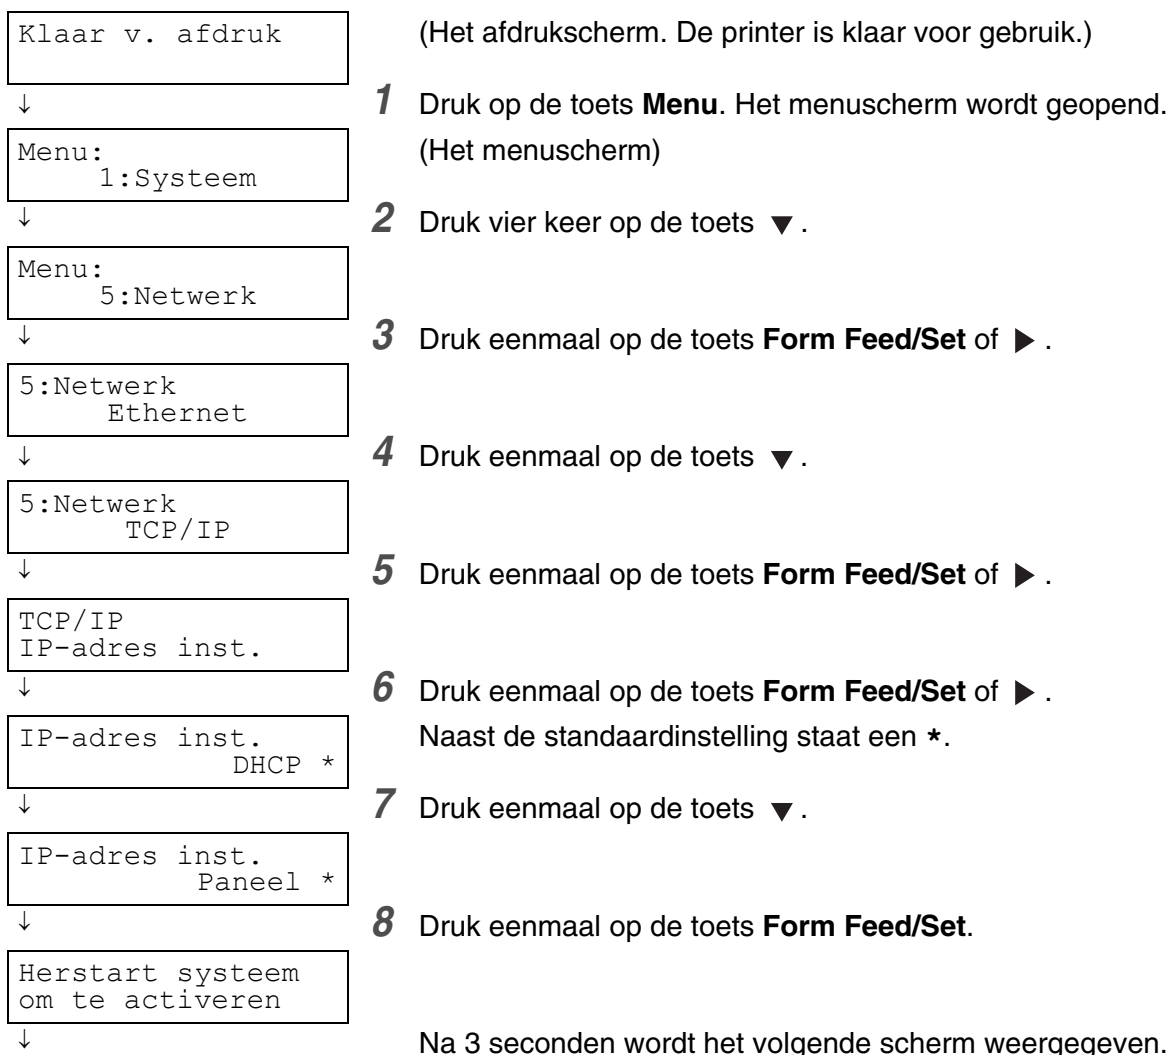 Klaar v. afdruk
(Het afdrukscherm. De printer is klaar voor gebruik.)
↓
1 Druk op de toets Menu. Het menuscherm wordt geopend.
Menu:
1:Systeem
(Het menuscherm)
↓
2 Druk vier keer op de toets ▼ .
Menu:
5:Netwerk
↓
3 Druk eenmaal op de toets Form Feed/Set of ▶ .
5:Netwerk
Ethernet
↓
4 Druk eenmaal op de toets ▼ .
5:Netwerk
TCP/IP
↓
5 Druk eenmaal op de toets Form Feed/Set of ▶ .
TCP/IP
IP-adres inst.
↓
6 Druk eenmaal op de toets Form Feed/Set of ▶ .
IP-adres inst.
DHCP *
Naast de standaardinstelling staat een *.
↓
7 Druk eenmaal op de toets ▼ .
IP-adres inst.
Paneel *
↓
8 Druk eenmaal op de toets Form Feed/Set.
Herstart systeem
om te activeren
↓
Na 3 seconden wordt het volgende scherm weergegeven.